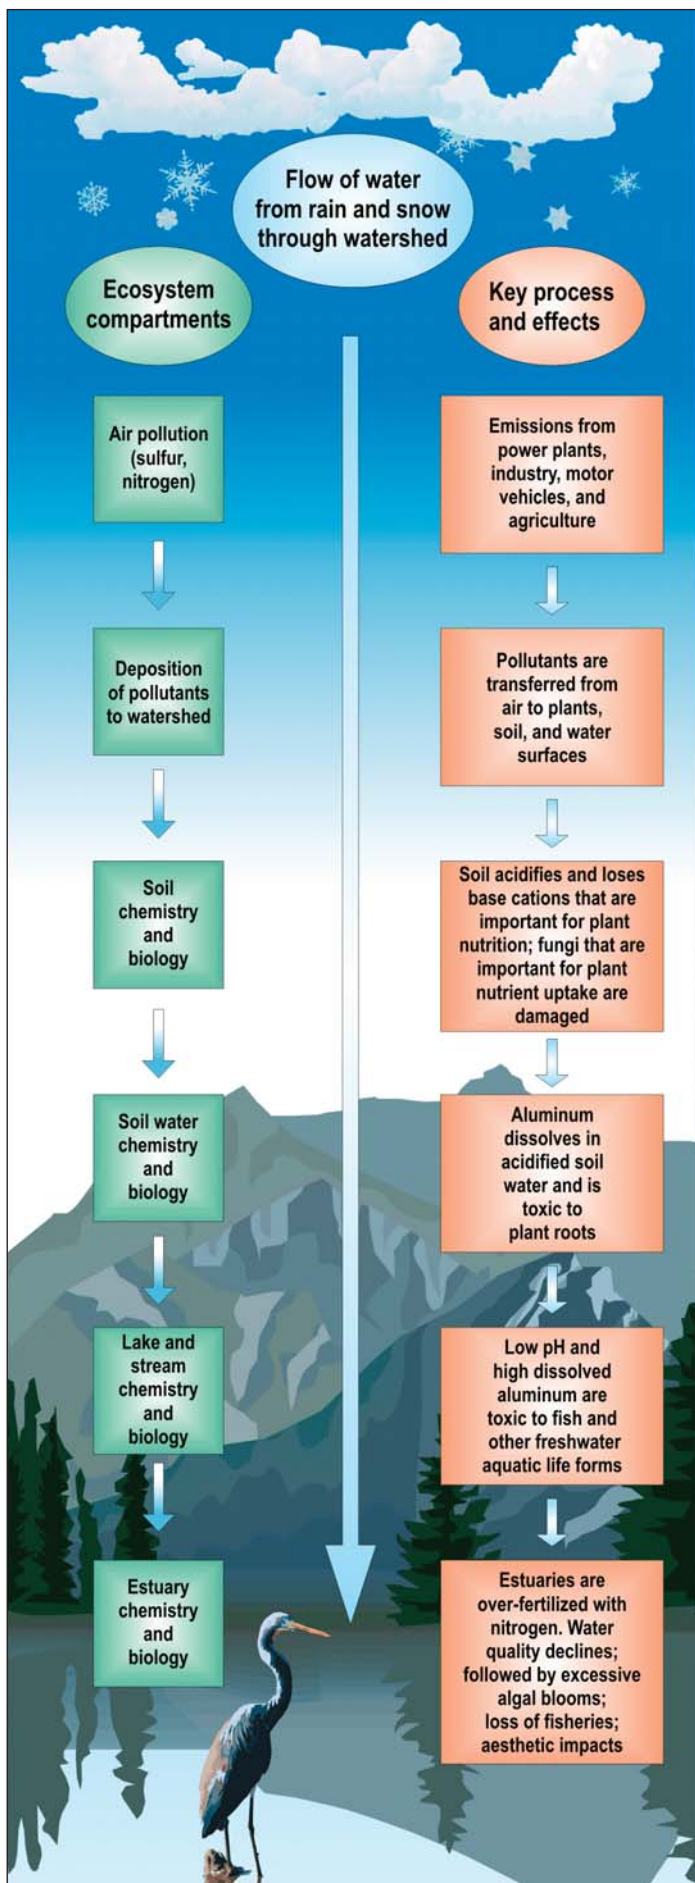 Flow of water
from rain and snow
through watershed
Ecosystem
compartments
Key process
and effects
Air pollution
(sulfur,
nitrogen)
Emissions from
power plants,
industry, motor
vehicles, and
agriculture
Deposition
of pollutants
to watershed
Pollutants are
transferred from
air to plants,
soil, and water
surfaces
Soil
chemistry
and
biology
Soil acidifies and loses
base cations that are
important for plant
nutrition; fungi that are
important for plant
nutrient uptake are
damaged
Soil water
chemistry
and
biology
Aluminum
dissolves in
acidified soil
water and is
toxic to
plant roots
Lake and
stream
chemistry
and
biology
Low pH and
high dissolved
aluminum are
toxic to fish and
other freshwater
aquatic life forms
Estuary
chemistry
and
biology
Estuaries are
over-fertilized with
nitrogen. Water
quality declines;
followed by excessive
algal blooms;
loss of fisheries;
aesthetic impacts